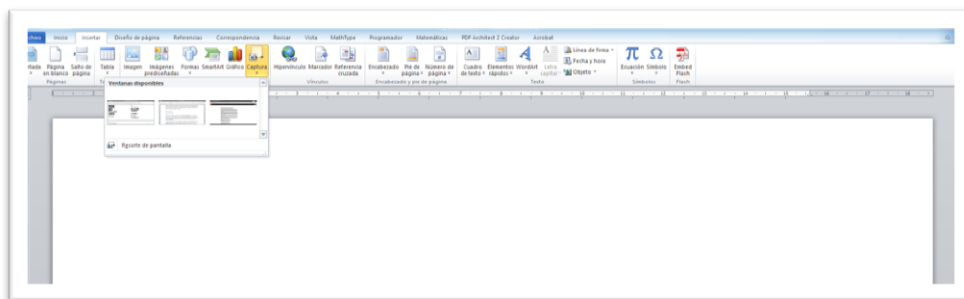 Inicio Insertar Diseño de página Referencias Correspondencia Revisar Vista MathType Programador Matemáticas PDF Architect 2 Creator Acrobat
Página en blanco
Salto de página
Tabla
Imagen
Imágenes prediseñadas
Formas
SmartArt
Gráfico
Captura
Hipervínculo
Marcador
Referencia cruzada
Encabezado
Pie de página
Número de página
Cuadro de texto
Elementos rápidos
WordArt
Letra capital
Línea de firma
Fecha y hora
Objeto
Ecuación
Símbolo
Embed Flash
Páginas
Vínculos
Encabezado y pie de página
Texto
Símbolos
Flash
Ventanas disponibles
Recorte de pantalla